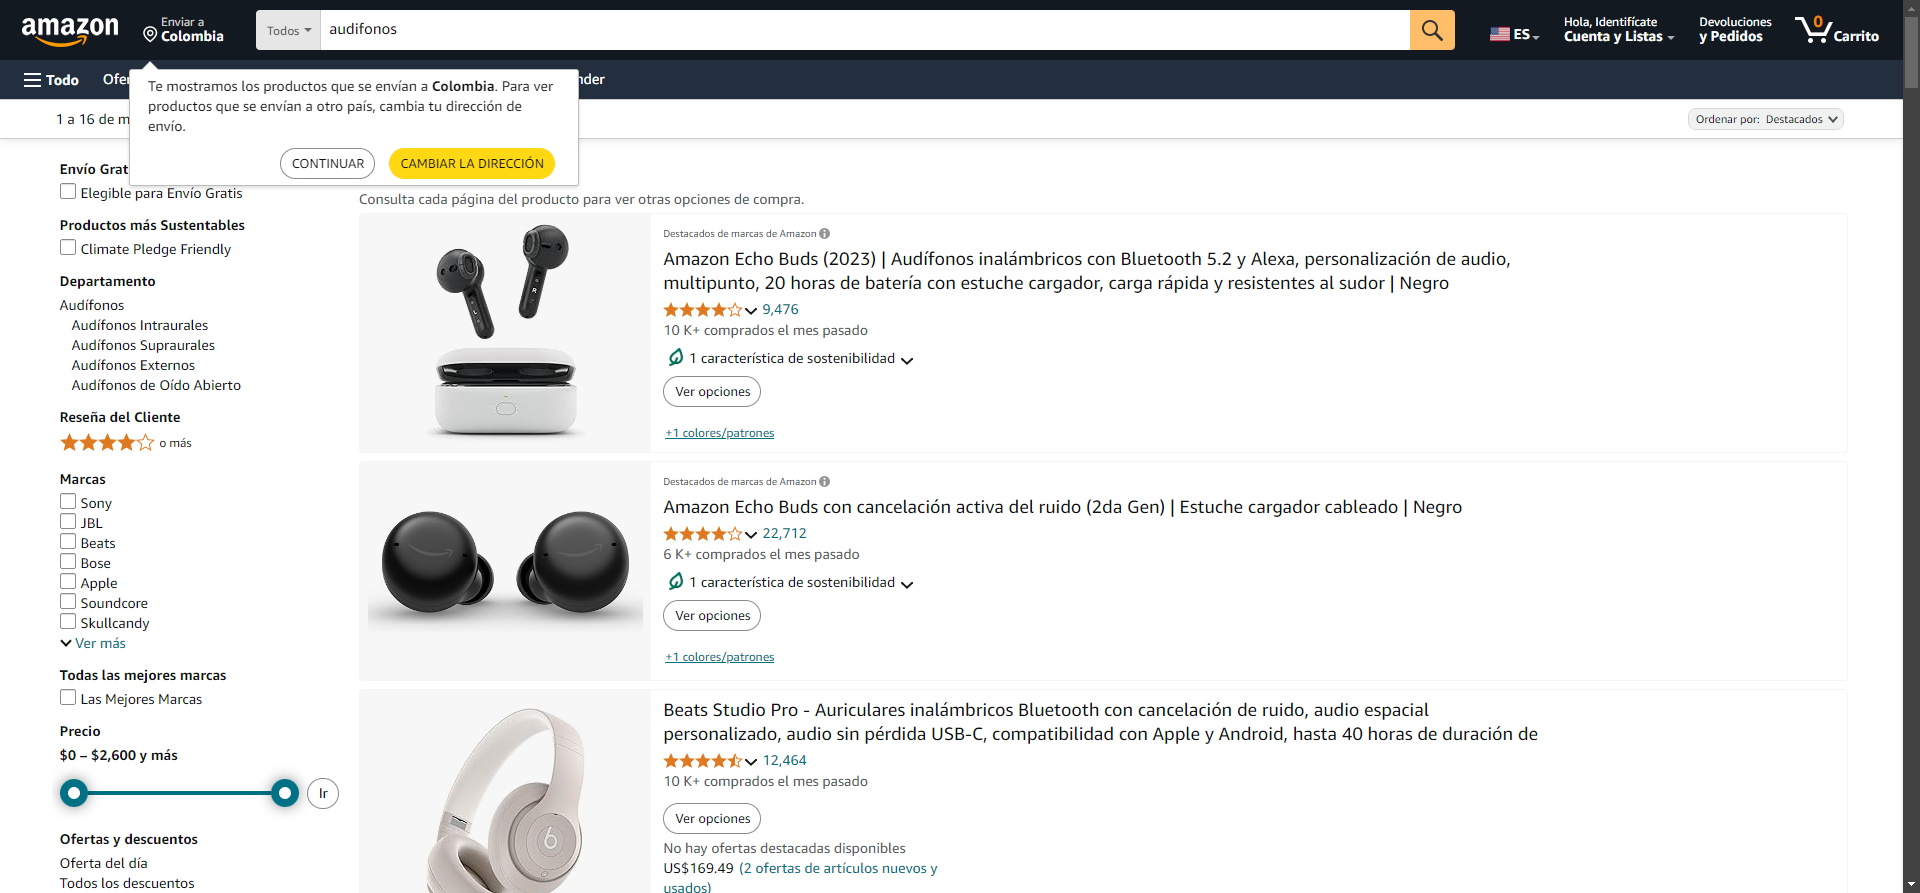 amazon
Enviar a
Colombia
Todos
audifonos
ES
Hola, Identifícate
Cuenta y Listas
Devoluciones
y Pedidos
0
Carrito
Todo
Ofer
nder
Te mostramos los productos que se envían a Colombia. Para ver
productos que se envían a otro país, cambia tu dirección de
envío.
CONTINUAR
CAMBIAR LA DIRECCIÓN
1 a 16 de m
Ordenar por: Destacados
Envío Grat
Elegible para Envío Gratis
Productos más Sustentables
Climate Pledge Friendly
Departamento
Audífonos
Audífonos Intraurales
Audífonos Supraurales
Audífonos Externos
Audífonos de Oído Abierto
Reseña del Cliente
o más
Marcas
Sony
JBL
Beats
Bose
Apple
Soundcore
Skullcandy
Ver más
Todas las mejores marcas
Las Mejores Marcas
Precio
$0 – $2,600 y más
Ir
Ofertas y descuentos
Oferta del día
Todos los descuentos
Consulta cada página del producto para ver otras opciones de compra.
Destacados de marcas de Amazon
Amazon Echo Buds (2023) | Audífonos inalámbricos con Bluetooth 5.2 y Alexa, personalización de audio,
multipunto, 20 horas de batería con estuche cargador, carga rápida y resistentes al sudor | Negro
9,476
10 K+ comprados el mes pasado
1 característica de sostenibilidad
Ver opciones
+1 colores/patrones
Destacados de marcas de Amazon
Amazon Echo Buds con cancelación activa del ruido (2da Gen) | Estuche cargador cableado | Negro
22,712
6 K+ comprados el mes pasado
1 característica de sostenibilidad
Ver opciones
+1 colores/patrones
Beats Studio Pro - Auriculares inalámbricos Bluetooth con cancelación de ruido, audio espacial
personalizado, audio sin pérdida USB-C, compatibilidad con Apple y Android, hasta 40 horas de duración de
12,464
10 K+ comprados el mes pasado
Ver opciones
No hay ofertas destacadas disponibles
US$169.49 (2 ofertas de artículos nuevos y
usados)